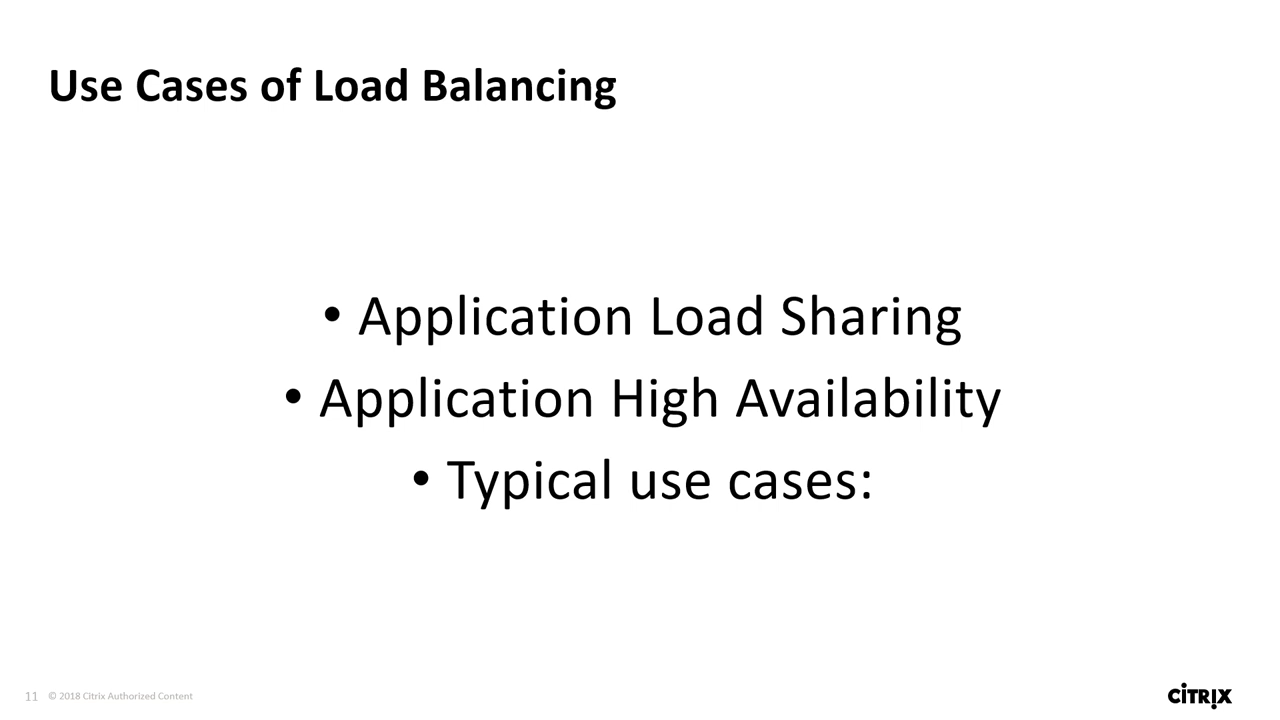 Use Cases of Load Balancing
• Application Load Sharing
• Application High Availability
• Typical use cases:
11 © 2018 Citrix Authorized Content
CITRIX